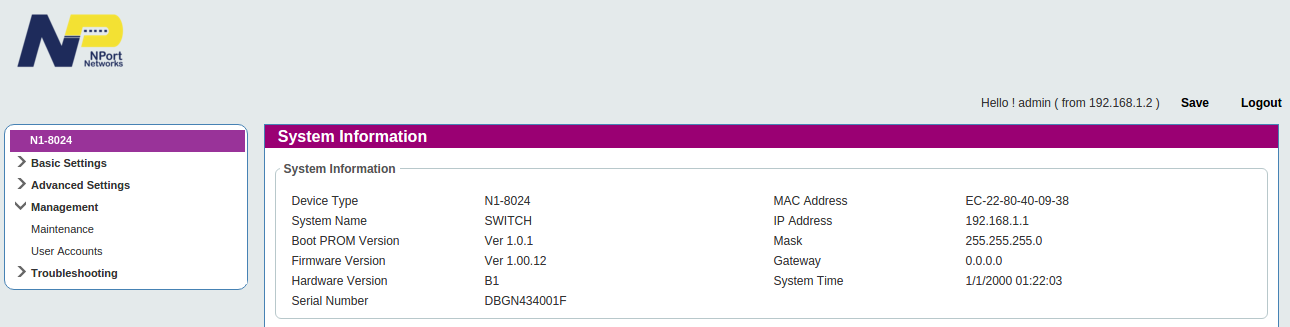 NPort
Networks
Hello ! admin ( from 192.168.1.2 ) Save Logout
N1-8024
Basic Settings
Advanced Settings
Management
Maintenance
User Accounts
Troubleshooting
System Information
System Information
Device Type N1-8024 MAC Address EC-22-80-40-09-38
System Name SWITCH IP Address 192.168.1.1
Boot PROM Version Ver 1.0.1 Mask 255.255.255.0
Firmware Version Ver 1.00.12 Gateway 0.0.0.0
Hardware Version B1 System Time 1/1/2000 01:22:03
Serial Number DBGN434001F